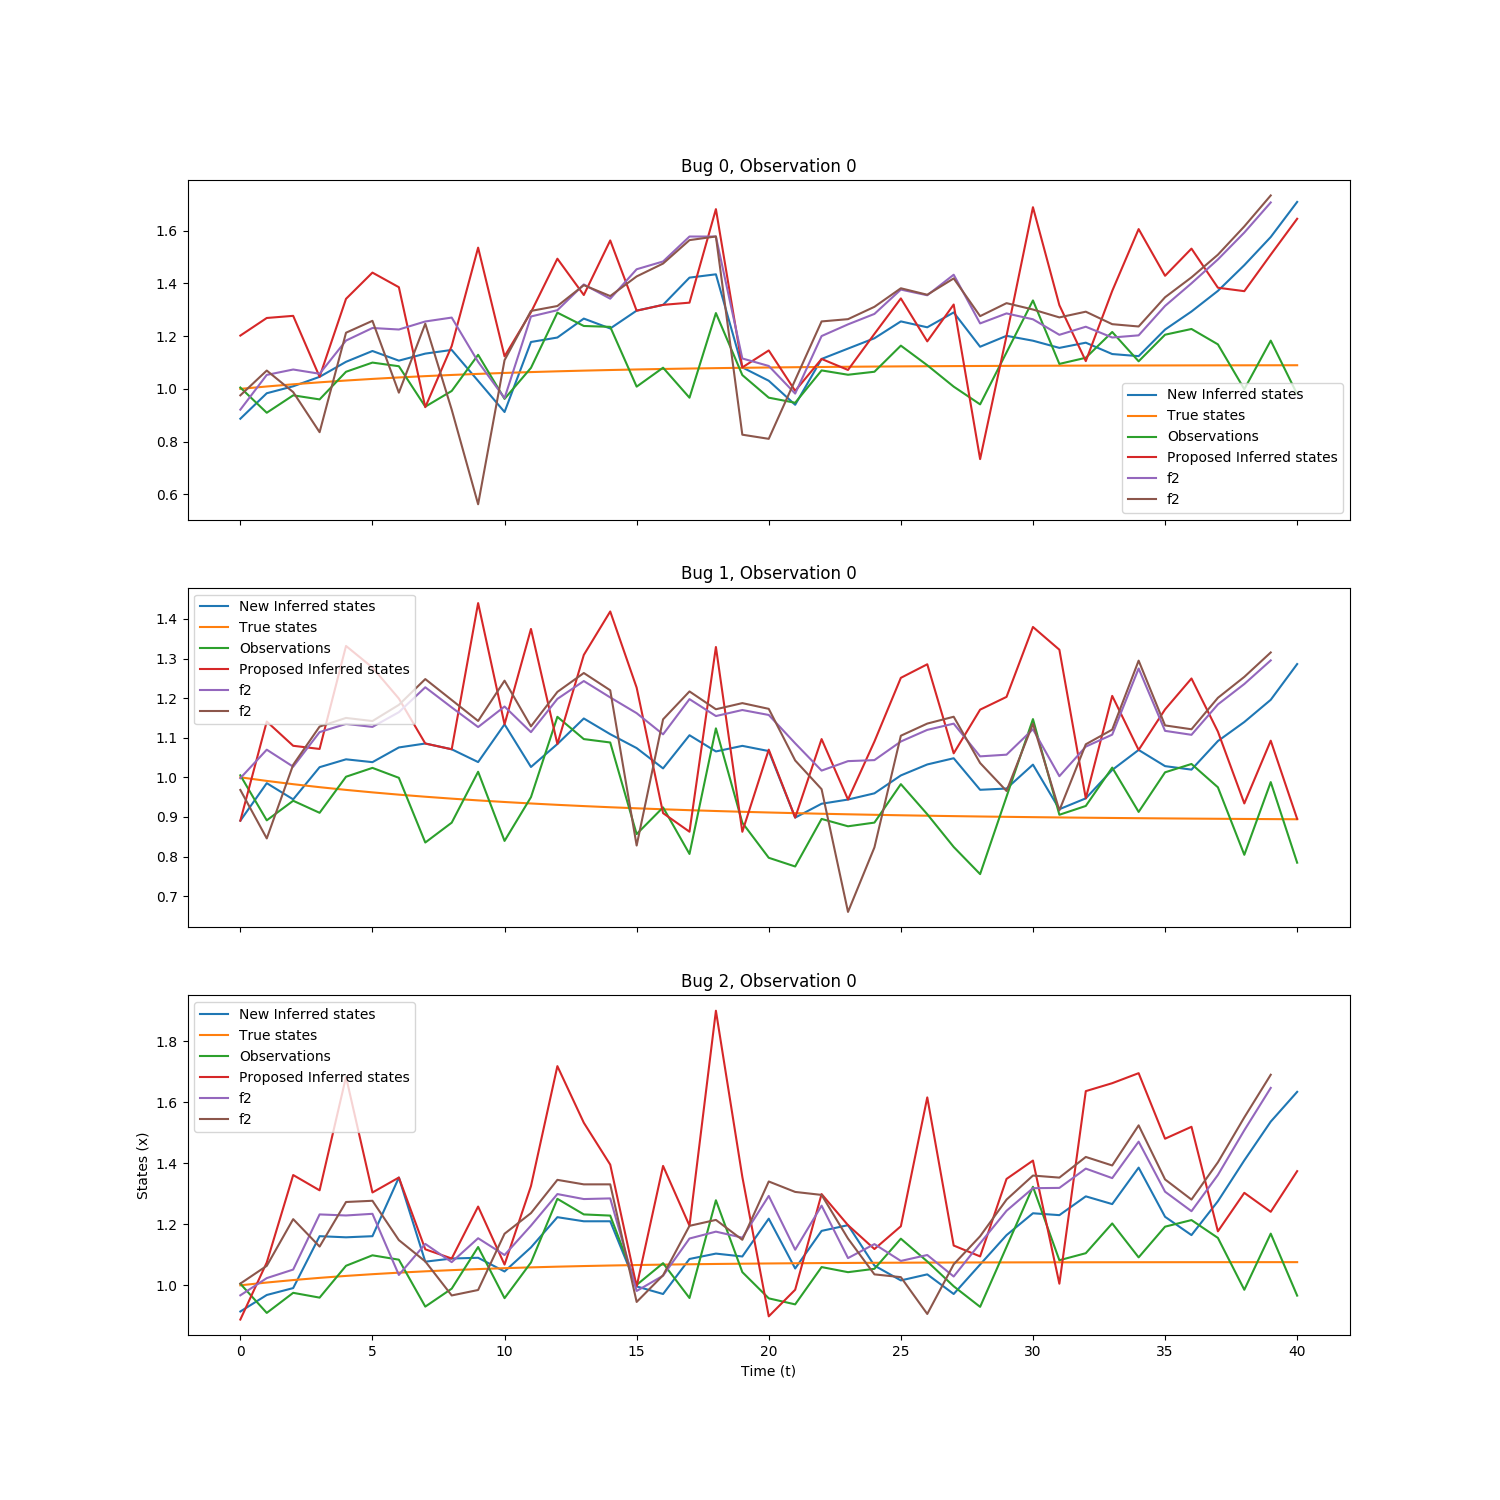 Bug 0, Observation 0
1.6
1.4
1.2
1.0
0.8
0.6
New Inferred states
True states
Observations
Proposed Inferred states
f2
f2
Bug 1, Observation 0
1.4
1.3
1.2
1.1
1.0
0.9
0.8
0.7
New Inferred states
True states
Observations
Proposed Inferred states
f2
f2
Bug 2, Observation 0
States (x)
1.8
1.6
1.4
1.2
1.0
New Inferred states
True states
Observations
Proposed Inferred states
f2
f2
0 5 10 15 20 25 30 35 40
Time (t)